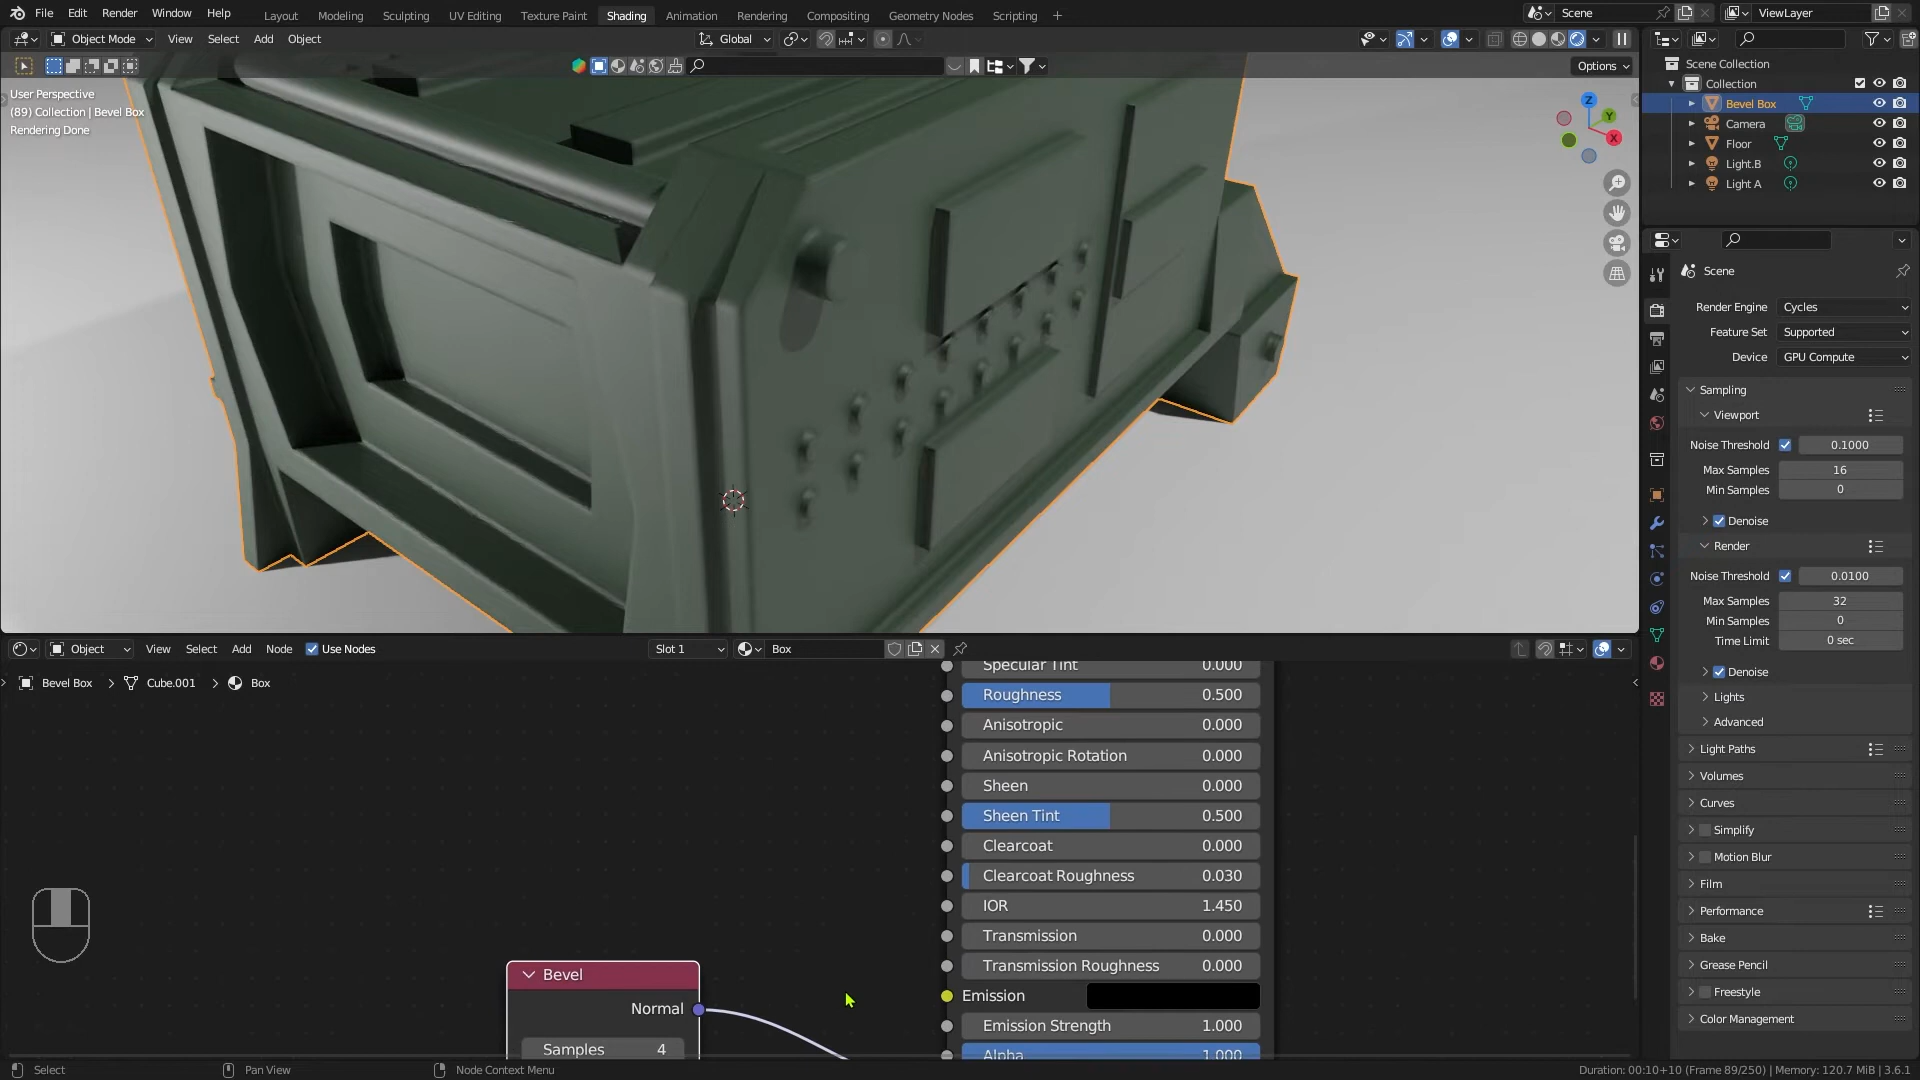 File Edit Render Window Help Layout Modeling Sculpting UV Editing Texture Paint Shading Animation Rendering Compositing Geometry Nodes Scripting + Scene ViewLayer
Object Mode View Select Add Object Global
Options
User Perspective
(89) Collection | Bevel Box
Rendering Done
Z
Y
X
Scene Collection
Collection
Bevel Box
Camera
Floor
Light.B
Light A
Scene
Render Engine Cycles
Feature Set Supported
Device GPU Compute
Sampling
Viewport
Noise Threshold 0.1000
Max Samples 16
Min Samples 0
Denoise
Render
Noise Threshold 0.0100
Max Samples 32
Min Samples 0
Time Limit 0 sec
Denoise
Lights
Advanced
Light Paths
Volumes
Curves
Simplify
Motion Blur
Film
Performance
Bake
Grease Pencil
Freestyle
Color Management
Object View Select Add Node Use Nodes Slot 1 Box
Bevel Box > Cube.001 > Box
Specular Tint 0.000
Roughness 0.500
Anisotropic 0.000
Anisotropic Rotation 0.000
Sheen 0.000
Sheen Tint 0.500
Clearcoat 0.000
Clearcoat Roughness 0.030
IOR 1.450
Transmission 0.000
Transmission Roughness 0.000
Emission
Emission Strength 1.000
Alpha 1.000
Bevel
Normal
Samples 4
Select Pan View Node Context Menu Duration: 00:10+10 (Frame 89/250) | Memory: 120.7 MiB | 3.6.1